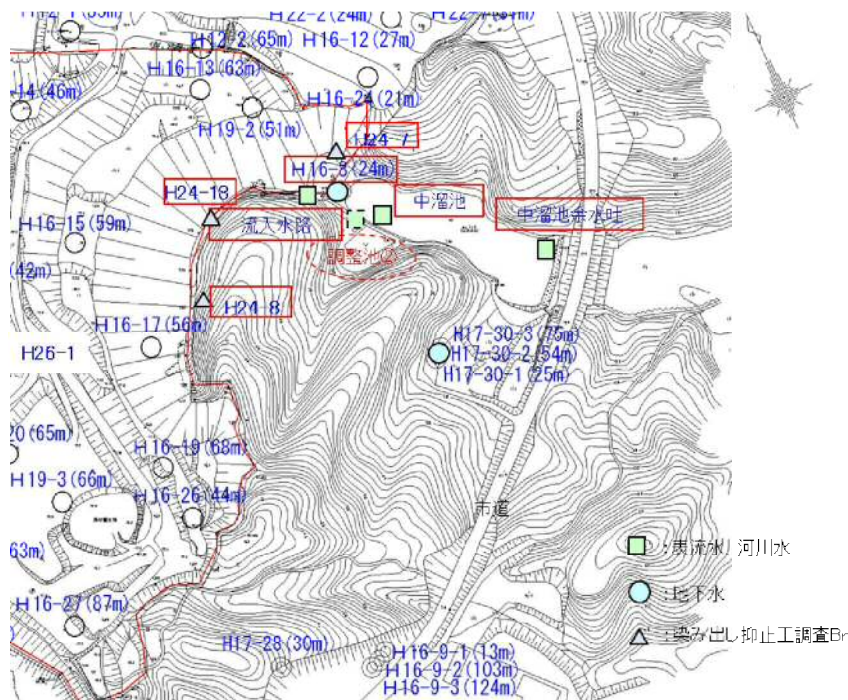 H22-2(24m)
H12-2(65m)
H16-12(27m)
H16-13(63m)
-14(46m)
H16-24(21m)
H19-2(51m)
H24-7
H16-3(24m)
H24-18
中溜池
中溜池余水吐
H16-15(59m)
流入水路
調整池②
(42m)
H24-8
H16-17(56m)
H17-30-3(75m)
H17-30-2(54m)
H17-30-1(25m)
H26-1
20(65m)
H16-19(68m)
H19-3(66m)
H16-26(44m)
市道
63m)
:表流水/河川水
:地下水
H16-27(87m)
:染み出し抑止工調査Br
H17-28(30m)
H16-9-1(13m)
H16-9-2(103m)
H16-9-3(124m)